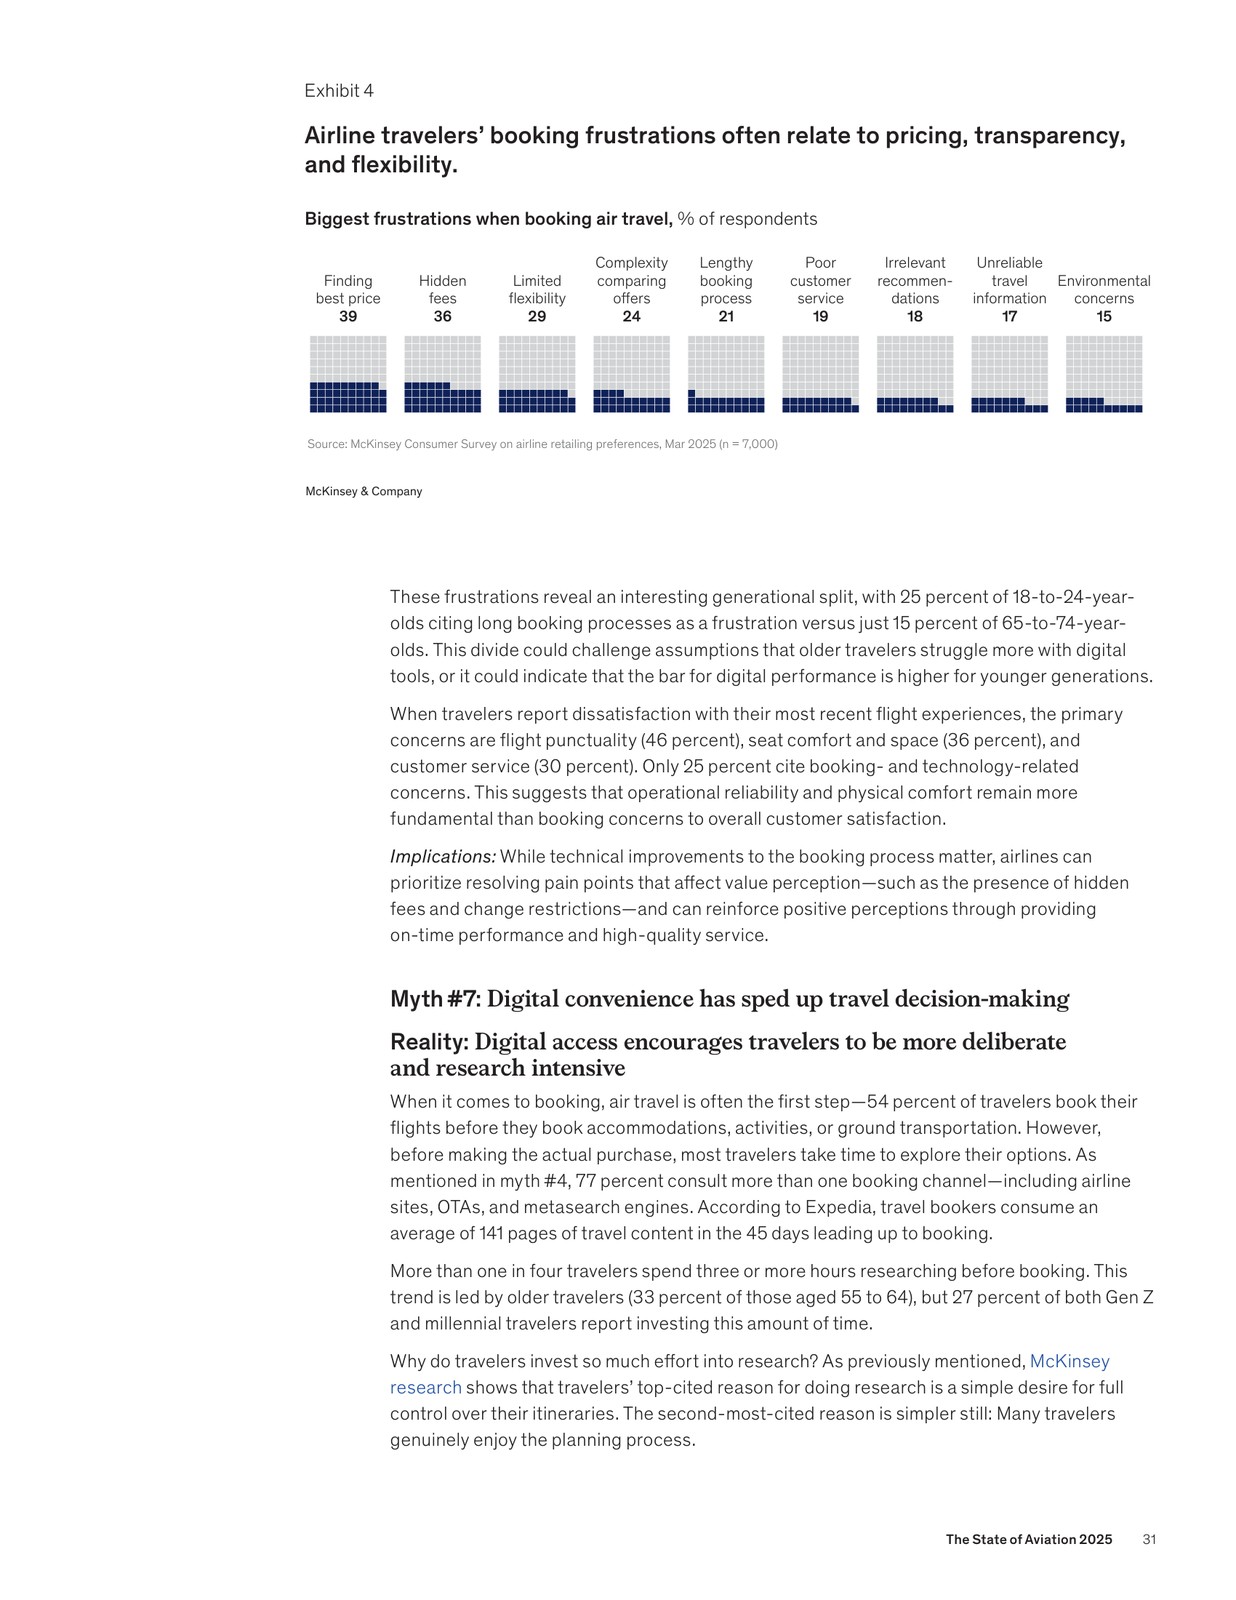 Exhibit 4
Airline travelers’ booking frustrations often relate to pricing, transparency,
and flexibility.
Biggest frustrations when booking air travel, % of respondents
Finding
best price
39
Hidden
fees
36
Limited
flexibility
29
Complexity
comparing
offers
24
Lengthy
booking
process
21
Poor
customer
service
19
Irrelevant
recommen-
dations
18
Unreliable
travel
information
17
Environmental
concerns
15
Source: McKinsey Consumer Survey on airline retailing preferences, Mar 2025 (n = 7,000)
McKinsey & Company
These frustrations reveal an interesting generational split, with 25 percent of 18-to-24-year-
olds citing long booking processes as a frustration versus just 15 percent of 65-to-74-year-
olds. This divide could challenge assumptions that older travelers struggle more with digital
tools, or it could indicate that the bar for digital performance is higher for younger generations.
When travelers report dissatisfaction with their most recent flight experiences, the primary
concerns are flight punctuality (46 percent), seat comfort and space (36 percent), and
customer service (30 percent). Only 25 percent cite booking- and technology-related
concerns. This suggests that operational reliability and physical comfort remain more
fundamental than booking concerns to overall customer satisfaction.
Implications: While technical improvements to the booking process matter, airlines can
prioritize resolving pain points that affect value perception—such as the presence of hidden
fees and change restrictions—and can reinforce positive perceptions through providing
on-time performance and high-quality service.
Myth #7: Digital convenience has sped up travel decision-making
Reality: Digital access encourages travelers to be more deliberate
and research intensive
When it comes to booking, air travel is often the first step—54 percent of travelers book their
flights before they book accommodations, activities, or ground transportation. However,
before making the actual purchase, most travelers take time to explore their options. As
mentioned in myth #4, 77 percent consult more than one booking channel—including airline
sites, OTAs, and metasearch engines. According to Expedia, travel bookers consume an
average of 141 pages of travel content in the 45 days leading up to booking.
More than one in four travelers spend three or more hours researching before booking. This
trend is led by older travelers (33 percent of those aged 55 to 64), but 27 percent of both Gen Z
and millennial travelers report investing this amount of time.
Why do travelers invest so much effort into research? As previously mentioned, McKinsey
research shows that travelers’ top-cited reason for doing research is a simple desire for full
control over their itineraries. The second-most-cited reason is simpler still: Many travelers
genuinely enjoy the planning process.
The State of Aviation 2025 31